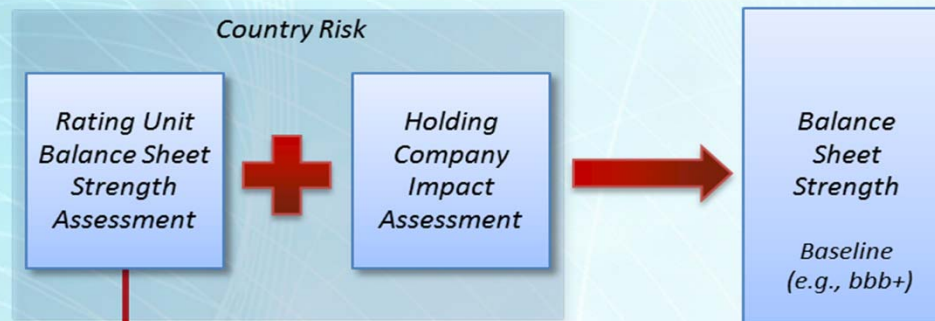 Country Risk
Rating Unit
Balance Sheet
Strength
Assessment
Holding
Company
Impact
Assessment
Balance
Sheet
Strength
Baseline
(e.g., bbb+)